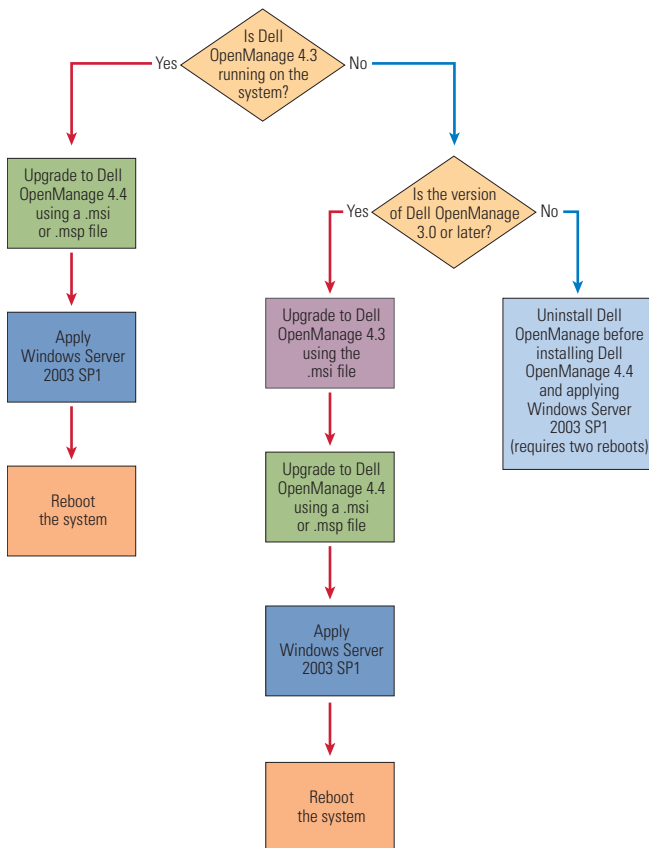 Is Dell
OpenManage 4.3
running on the
system?
Yes
No
Upgrade to Dell
OpenManage 4.4
using a .msi
or .msp file
Apply
Windows Server
2003 SP1
Reboot
the system
Is the version
of Dell OpenManage
3.0 or later?
Yes
No
Upgrade to Dell
OpenManage 4.3
using the
.msi file
Upgrade to Dell
OpenManage 4.4
using a .msi
or .msp file
Apply
Windows Server
2003 SP1
Reboot
the system
Uninstall Dell
OpenManage before
installing Dell
OpenManage 4.4
and applying
Windows Server
2003 SP1
(requires two reboots)